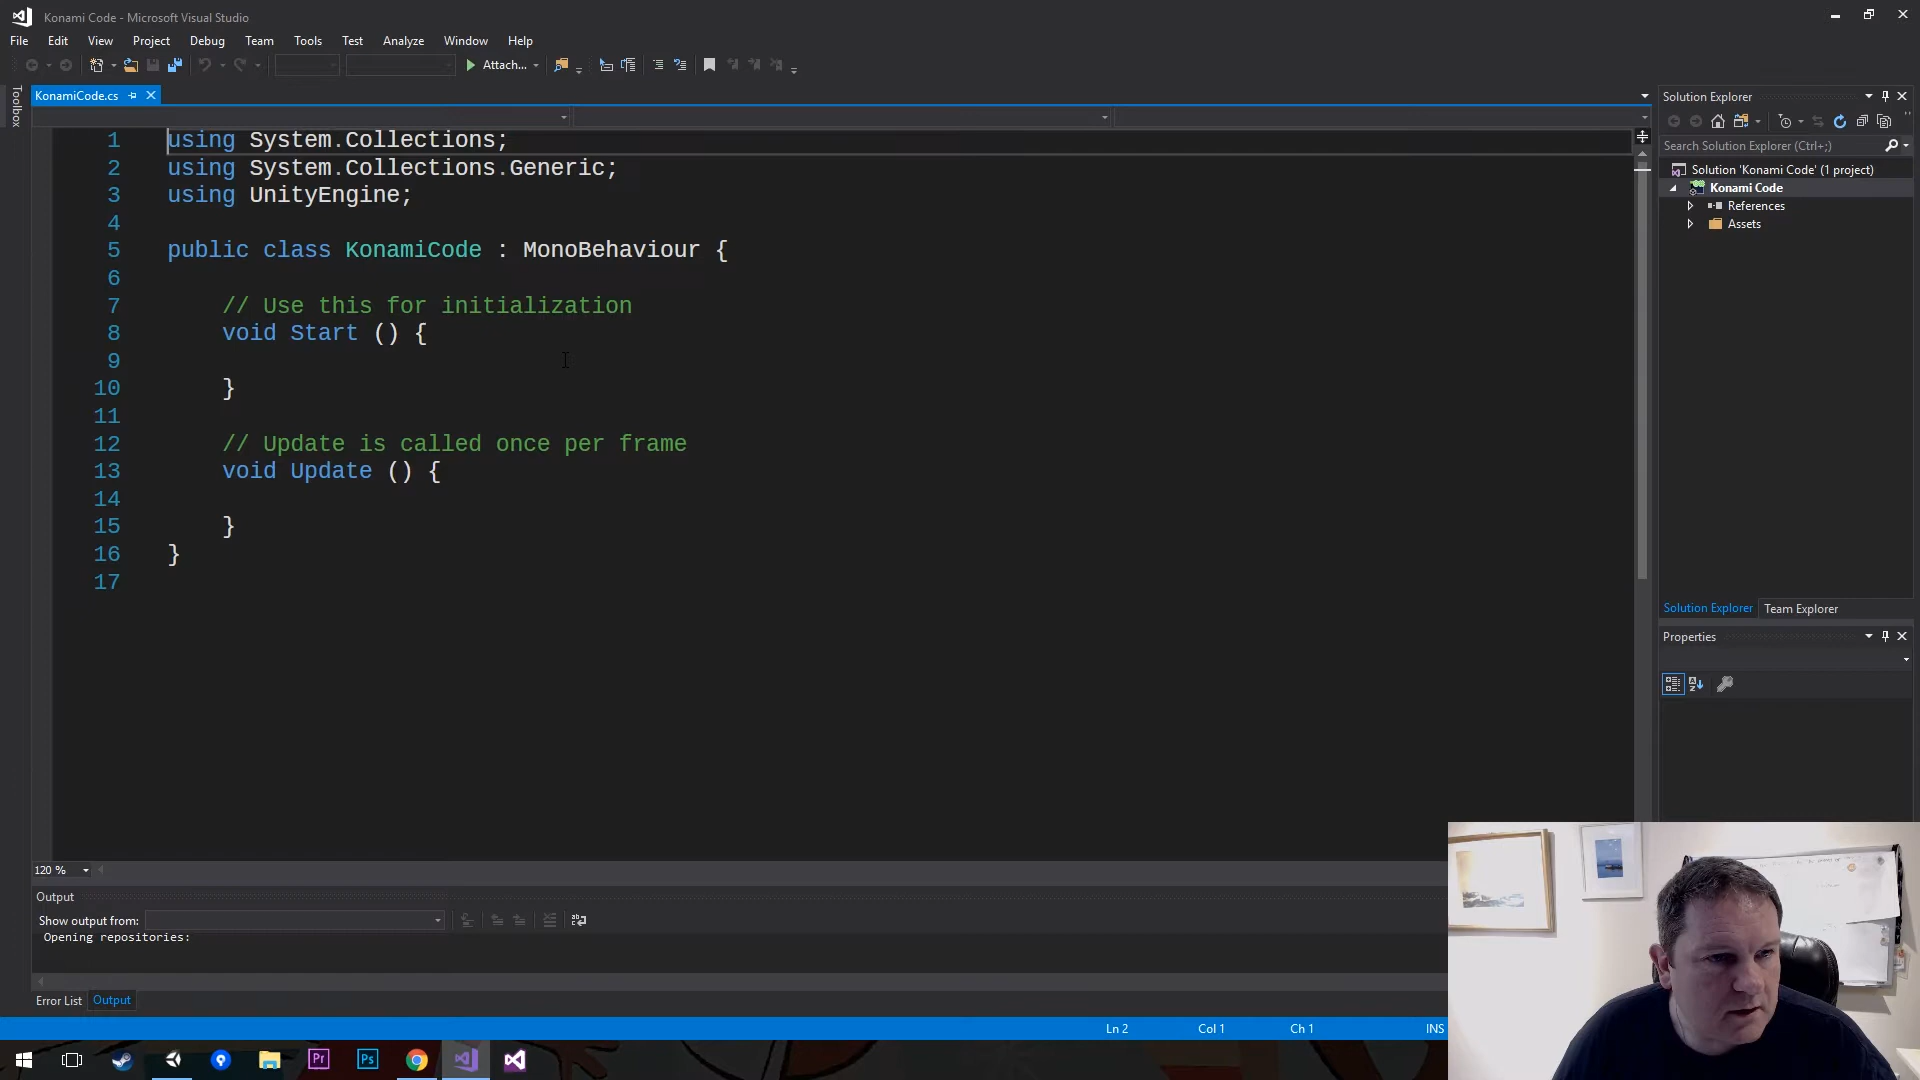 Konami Code - Microsoft Visual Studio
File Edit View Project Debug Team Tools Test Analyze Window Help
Attach...
Toolbox
KonamiCode.cs
1 using System.Collections;
2 using System.Collections.Generic;
3 using UnityEngine;
4
5 public class KonamiCode : MonoBehaviour {
6
7 // Use this for initialization
8 void Start () {
9
10 }
11
12 // Update is called once per frame
13 void Update () {
14
15 }
16 }
17
120 %
Output
Show output from:
Opening repositories:
Error List Output
Ln 2 Col 1 Ch 1 INS
Solution Explorer
Search Solution Explorer (Ctrl+;)
Solution 'Konami Code' (1 project)
Konami Code
References
Assets
Solution Explorer Team Explorer
Properties
Pr Ps